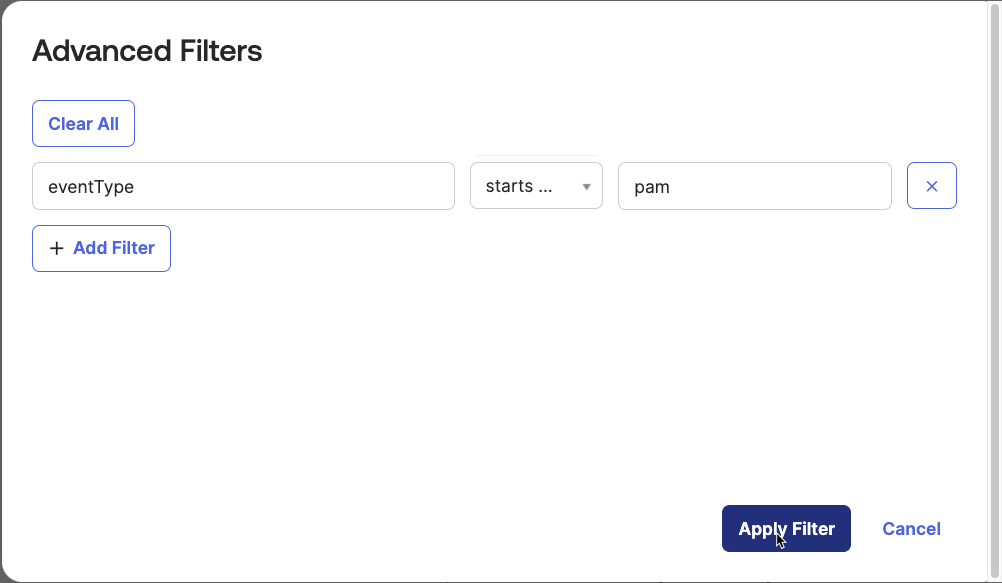 Advanced Filters
Clear All
eventType starts ... pam
+ Add Filter
Apply Filter Cancel